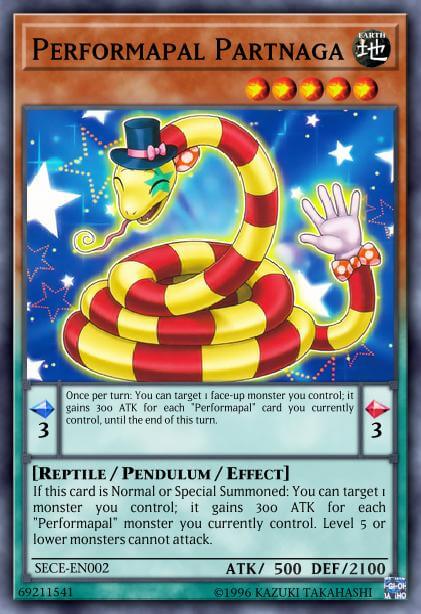 PERFORMAPAL PARTNAGA
EARTH
地
Once per turn: You can target 1 face-up monster you control; it
gains 300 ATK for each "Performapal" card you currently
control, until the end of this turn.
3
3
[REPTILE / PENDULUM / EFFECT]
If this card is Normal or Special Summoned: You can target 1
monster you control; it gains 300 ATK for each
"Performapal" monster you currently control. Level 5 or
lower monsters cannot attack.
SECE-EN002
ATK/ 500 DEF/2100
69211541
©1996 KAZUKI TAKAHASHI